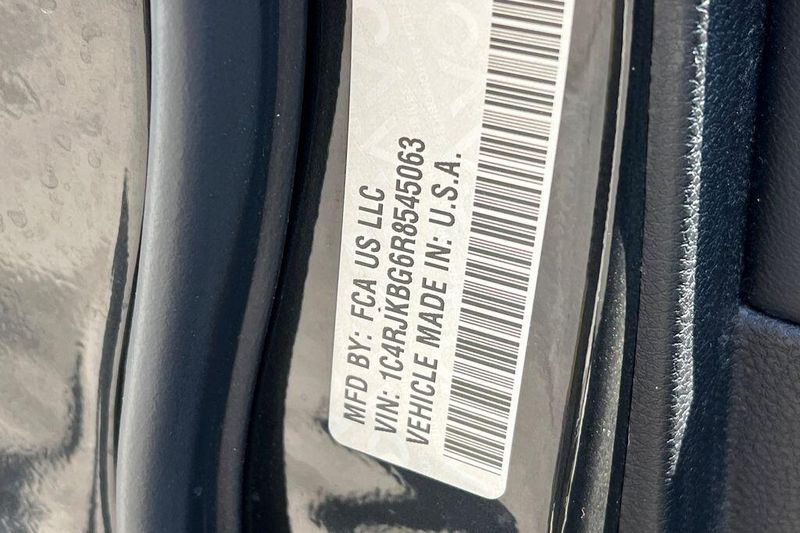 MFD BY: FCA US LLC
VIN: 1C4RJKBG6R8545063
VEHICLE MADE IN: U.S.A.